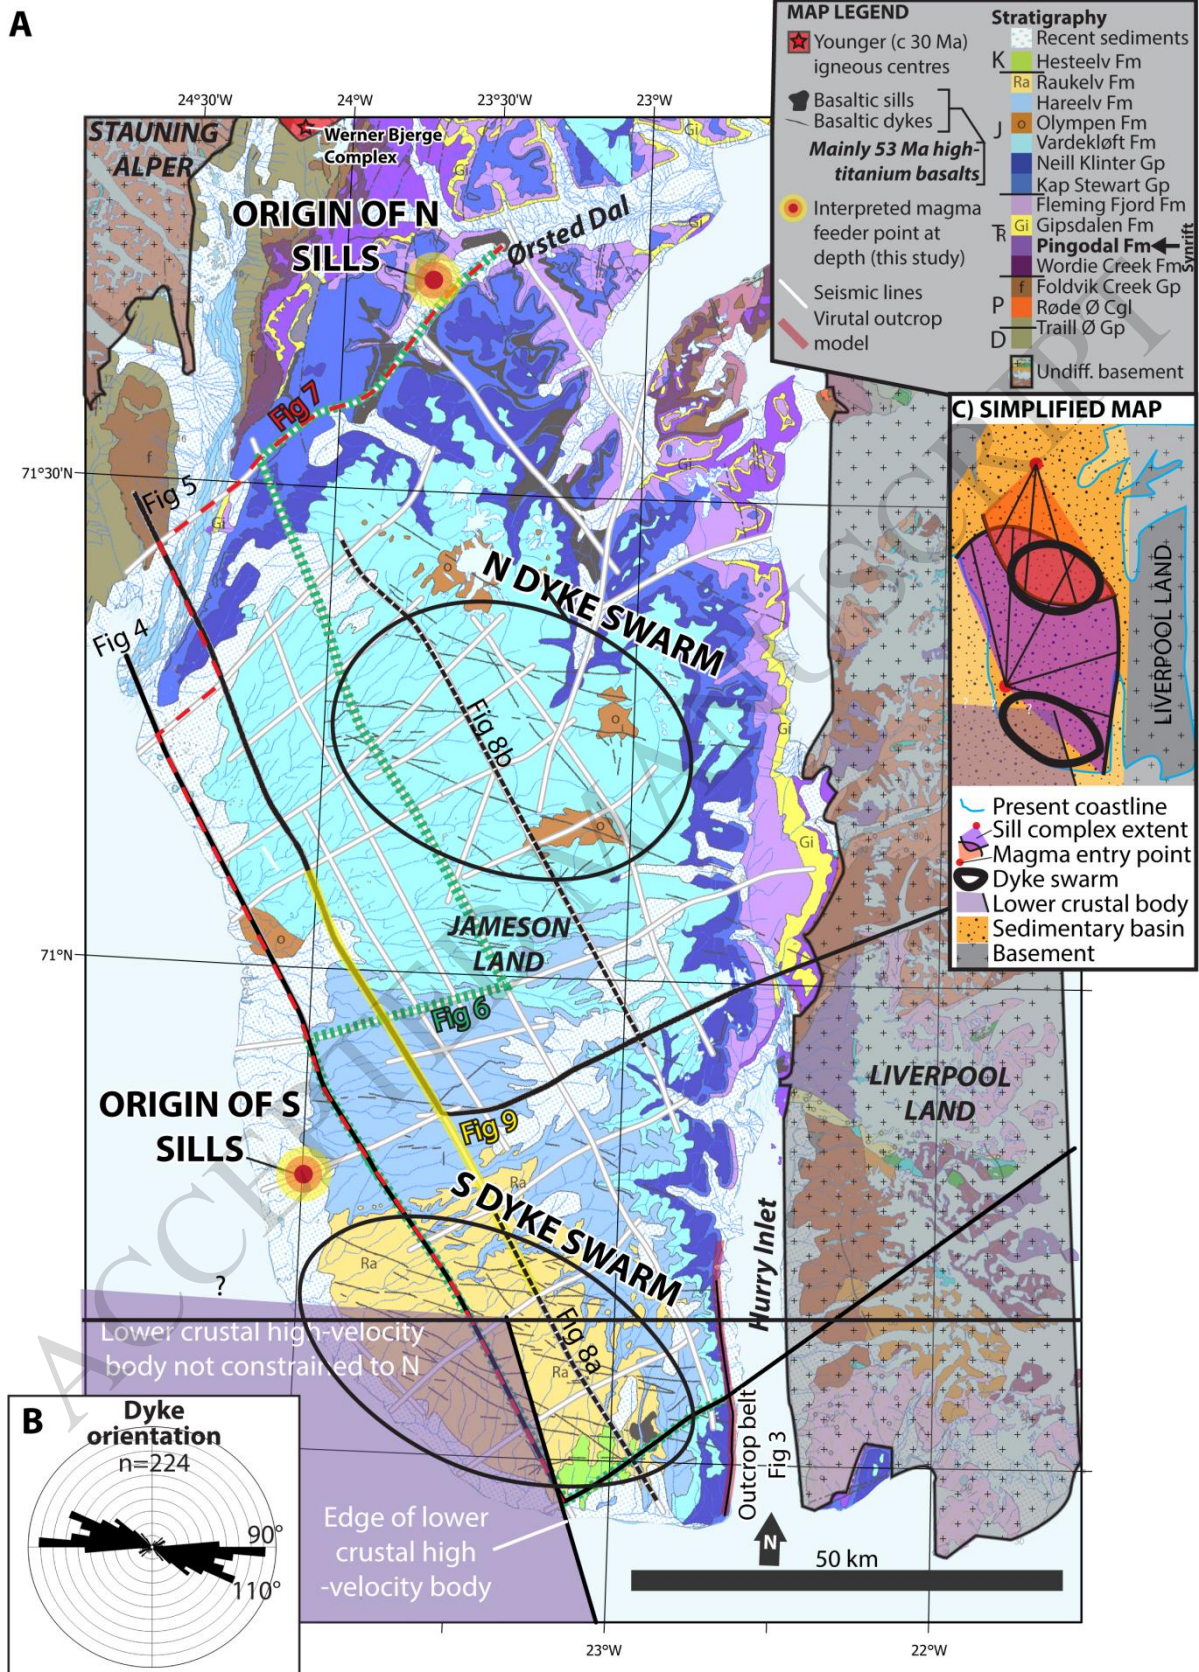 A
MAP LEGEND
Younger (c 30 Ma)
igneous centres
Basaltic sills
Basaltic dykes
Mainly 53 Ma high-
titanium basalts
Interpreted magma
feeder point at
depth (this study)
Seismic lines
Virutal outcrop
model
Stratigraphy
Recent sediments
K
Hesteelv Fm
Ra Raukelv Fm
Hareelv Fm
J
o Olympen Fm
Vardekløft Fm
Neill Klinter Gp
Kap Stewart Gp
Fleming Fjord Fm
Gi Gipsdalen Fm
Pingodal Fm
Synrift
Wordie Creek Fm
f Foldvik Creek Gp
P
Røde Ø Cgl
D
Traill Ø Gp
Undiff. basement
24°30'W
24°W
23°30'W
23°W
STAUNING
ALPER
Werner Bjerge
Complex
ORIGIN OF N
SILLS
Ørsted Dal
Fig 7
71°30'N
Fig 5
Fig 4
N DYKE SWARM
Fig 8b
71°N
JAMESON
LAND
Fig 6
ORIGIN OF S
SILLS
Fig 9
S DYKE SWARM
Fig 8a
LIVERPOOL
LAND
Hurry Inlet
?
Lower crustal high-velocity
body not constrained to N
Edge of lower
crustal high
-velocity body
Outcrop belt
Fig 3
N
50 km
23°W
22°W
C) SIMPLIFIED MAP
LIVERPOOL LAND
?
Present coastline
Sill complex extent
Magma entry point
Dyke swarm
Lower crustal body
Sedimentary basin
Basement
B
Dyke
orientation
n=224
90°
110°
ACCEPTED MANUSCRIPT